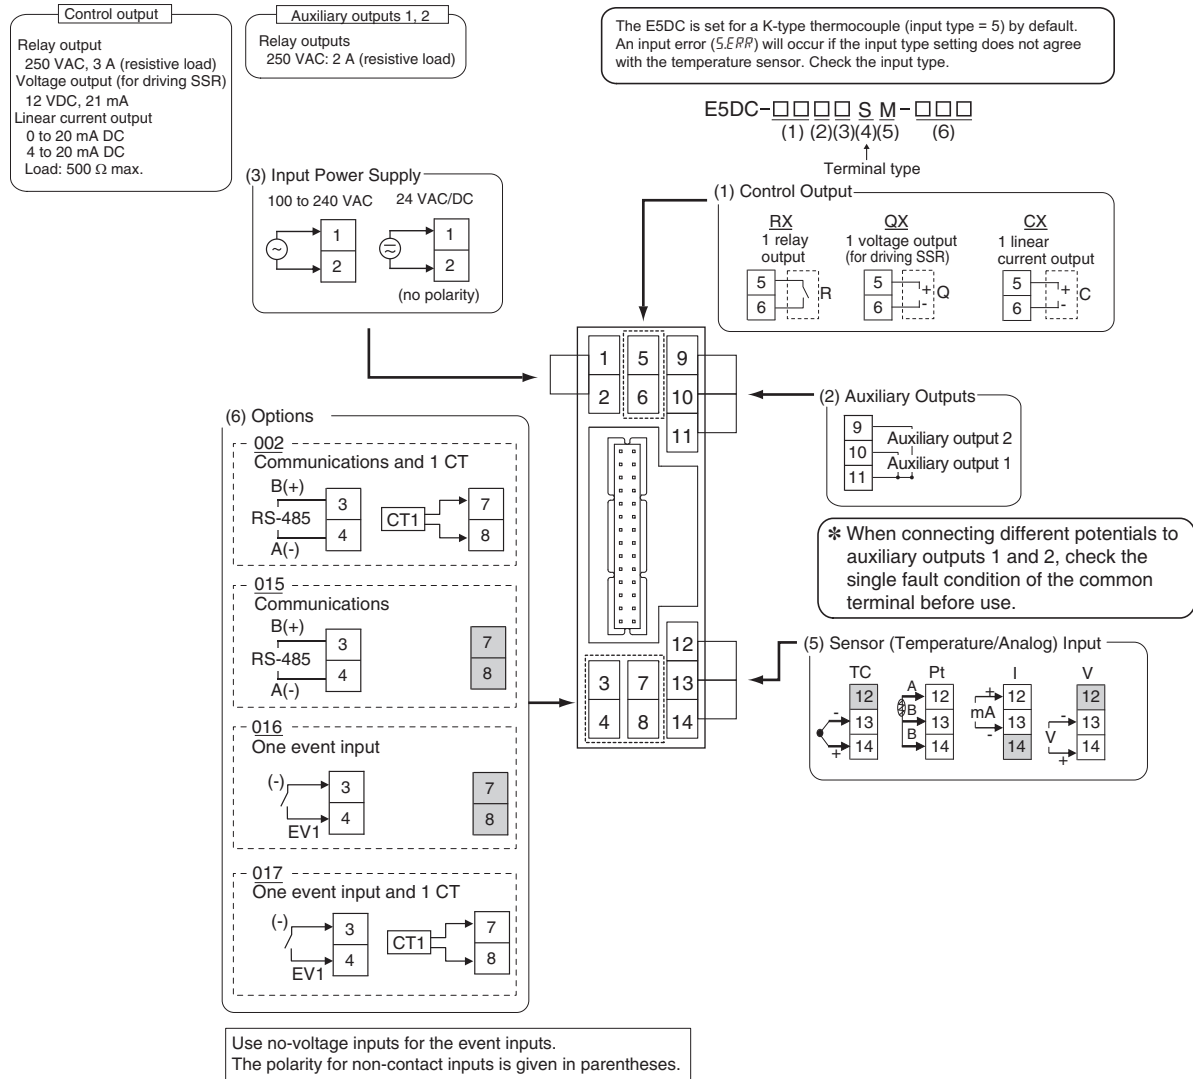 Control output
Relay output
250 VAC, 3 A (resistive load)
Voltage output (for driving SSR)
12 VDC, 21 mA
Linear current output
0 to 20 mA DC
4 to 20 mA DC
Load: 500 Ω max.
Auxiliary outputs 1, 2
Relay outputs
250 VAC: 2 A (resistive load)
The E5DC is set for a K-type thermocouple (input type = 5) by default.
An input error (S.ERR) will occur if the input type setting does not agree
with the temperature sensor. Check the input type.
E5DC-□□□□ S M-□□□
(1) (2)(3)(4)(5) (6)
Terminal type
(3) Input Power Supply
100 to 240 VAC 24 VAC/DC
1 1
2 2
(no polarity)
(1) Control Output
RX QX CX
1 relay
output
1 voltage output
(for driving SSR)
1 linear
current output
5 5 + 5 +
R Q C
6 - 6 - 6
1 5 9
2 6 10
11
12
3 7 13
4 8 14
(2) Auxiliary Outputs
9
Auxiliary output 2
10
Auxiliary output 1
11
✻ When connecting different potentials to
auxiliary outputs 1 and 2, check the
single fault condition of the common
terminal before use.
(5) Sensor (Temperature/Analog) Input
TC Pt I V
12 A 12 + 12 12
- 13 B 13 mA 13 - 13
+ 14 B 14 - 14 V + 14
(6) Options
002
Communications and 1 CT
B(+)
3 7
RS-485 CT1
4 8
A(-)
015
Communications
B(+)
3 7
RS-485
4 8
A(-)
016
One event input
(-) 3 7
4 8
EV1
017
One event input and 1 CT
(-) 3 7
CT1
4 8
EV1
Use no-voltage inputs for the event inputs.
The polarity for non-contact inputs is given in parentheses.